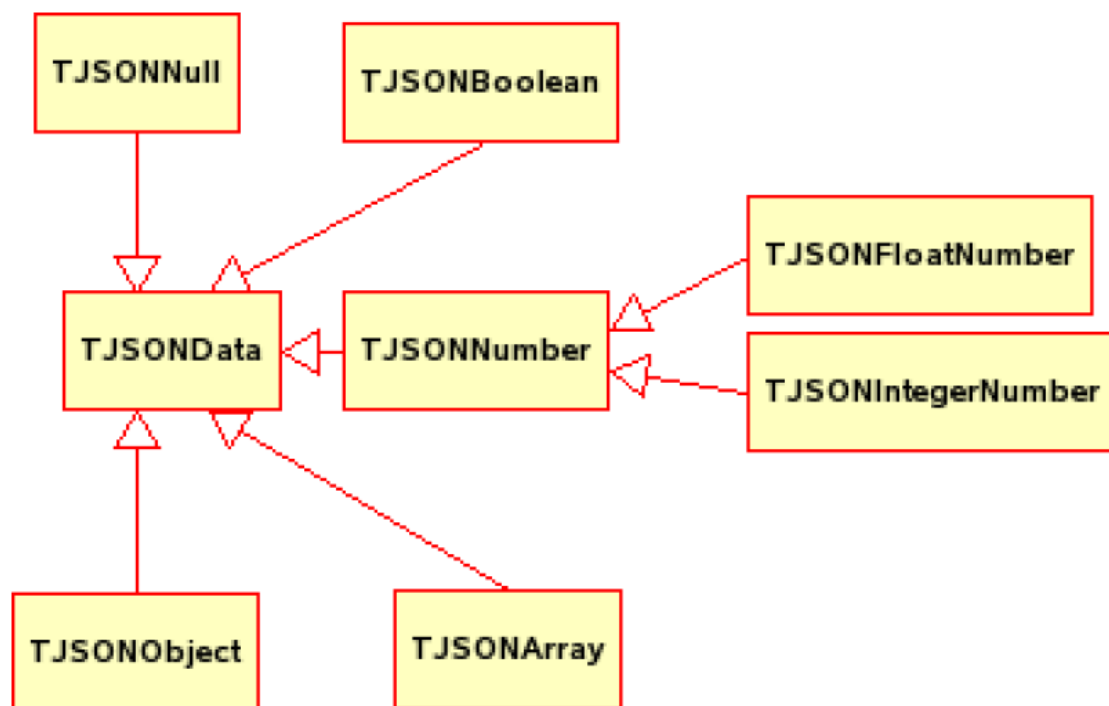 TJSONNull
TJSONBoolean
TJSONFloatNumber
TJSONData
TJSONNumber
TJSONIntegerNumber
TJSONObject
TJSONArray